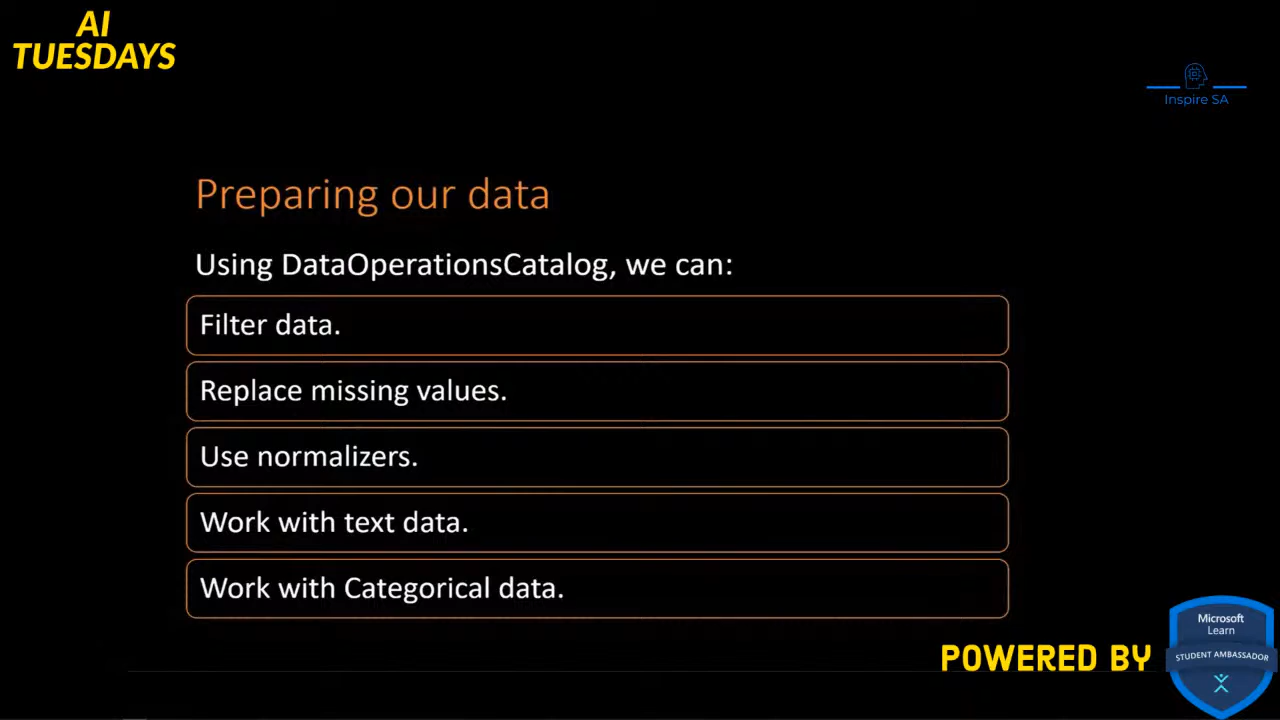 AI
TUESDAYS
Inspire SA
Preparing our data
Using DataOperationsCatalog, we can:
Filter data.
Replace missing values.
Use normalizers.
Work with text data.
Work with Categorical data.
POWERED BY
Microsoft
Learn
STUDENT AMBASSADOR